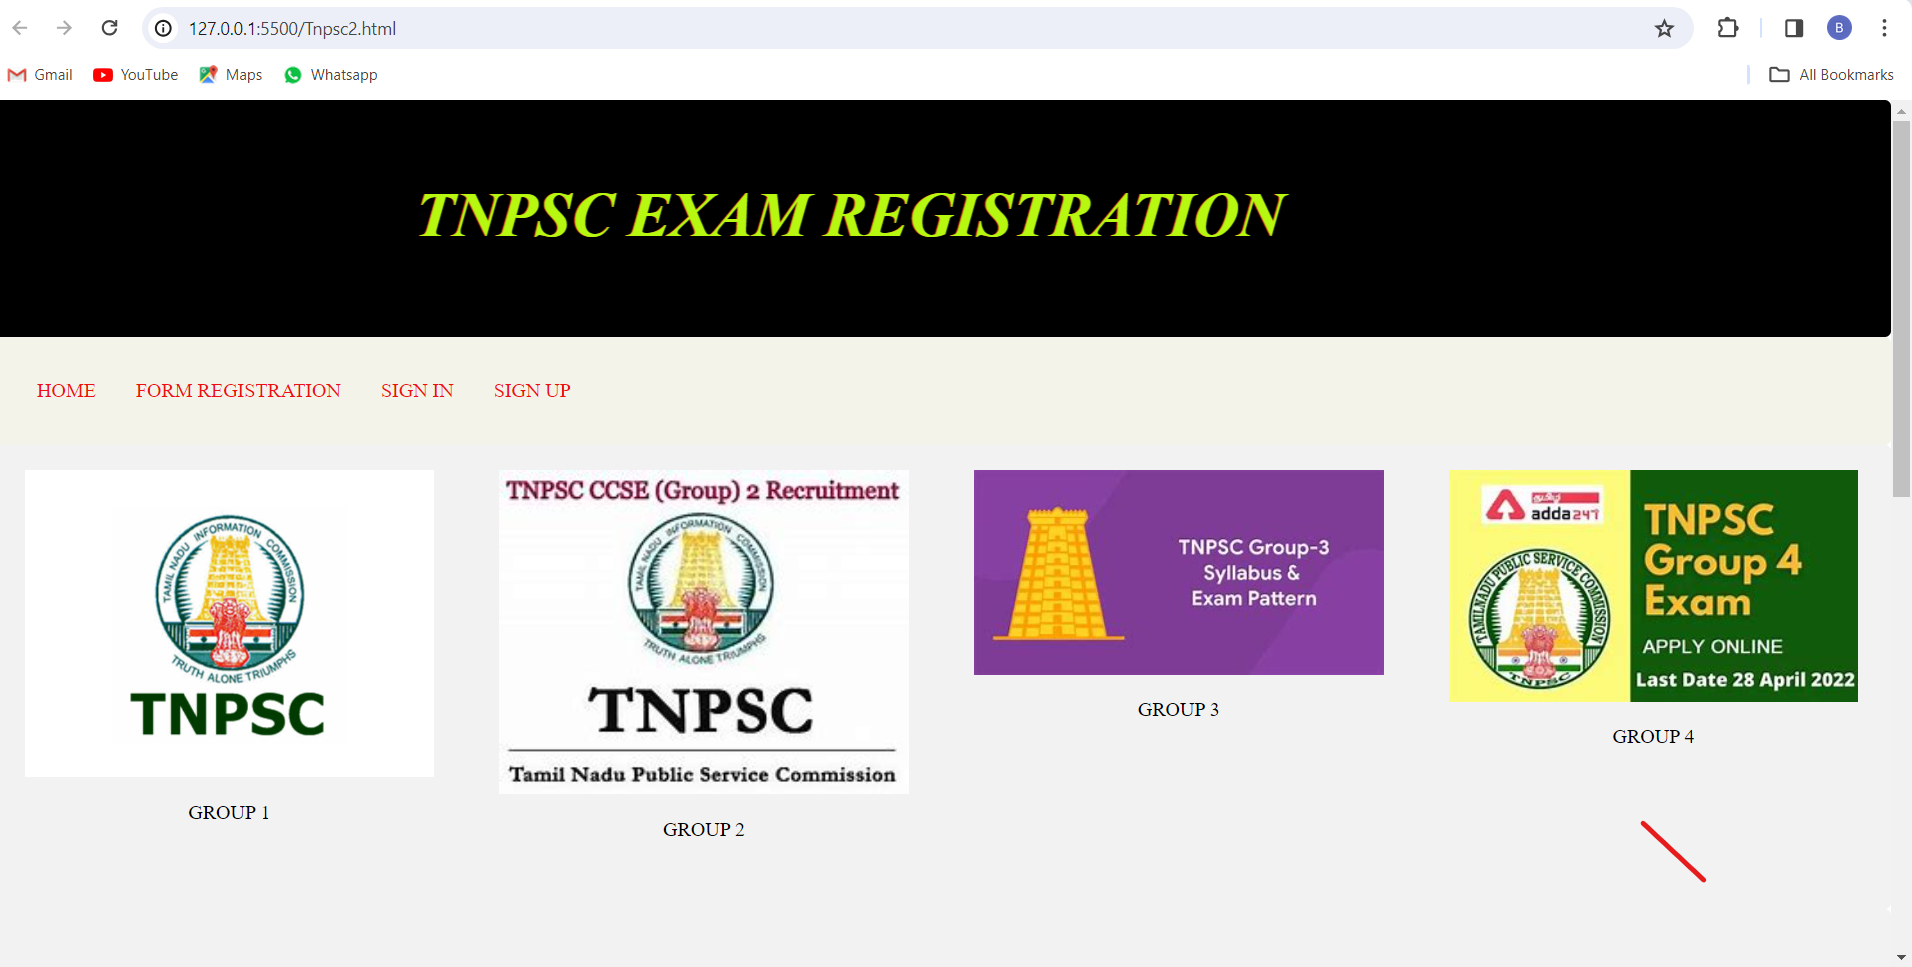 127.0.0.1:5500/Tnpsc2.html
B
Gmail YouTube Maps Whatsapp All Bookmarks
TNPSC EXAM REGISTRATION
HOME FORM REGISTRATION SIGN IN SIGN UP
TAMIL NADU INFORMATION COMMISSION
TRUTH ALONE TRIUMPHS
TNPSC
GROUP 1
TNPSC CCSE (Group) 2 Recruitment
TAMIL NADU INFORMATION COMMISSION
TRUTH ALONE TRIUMPHS
TNPSC
Tamil Nadu Public Service Commission
GROUP 2
TNPSC Group-3
Syllabus &
Exam Pattern
GROUP 3
தமிழ்
adda247
TAMILNADU PUBLIC SERVICE COMMISSION
TNPSC
TNPSC
Group 4
Exam
APPLY ONLINE
Last Date 28 April 2022
GROUP 4